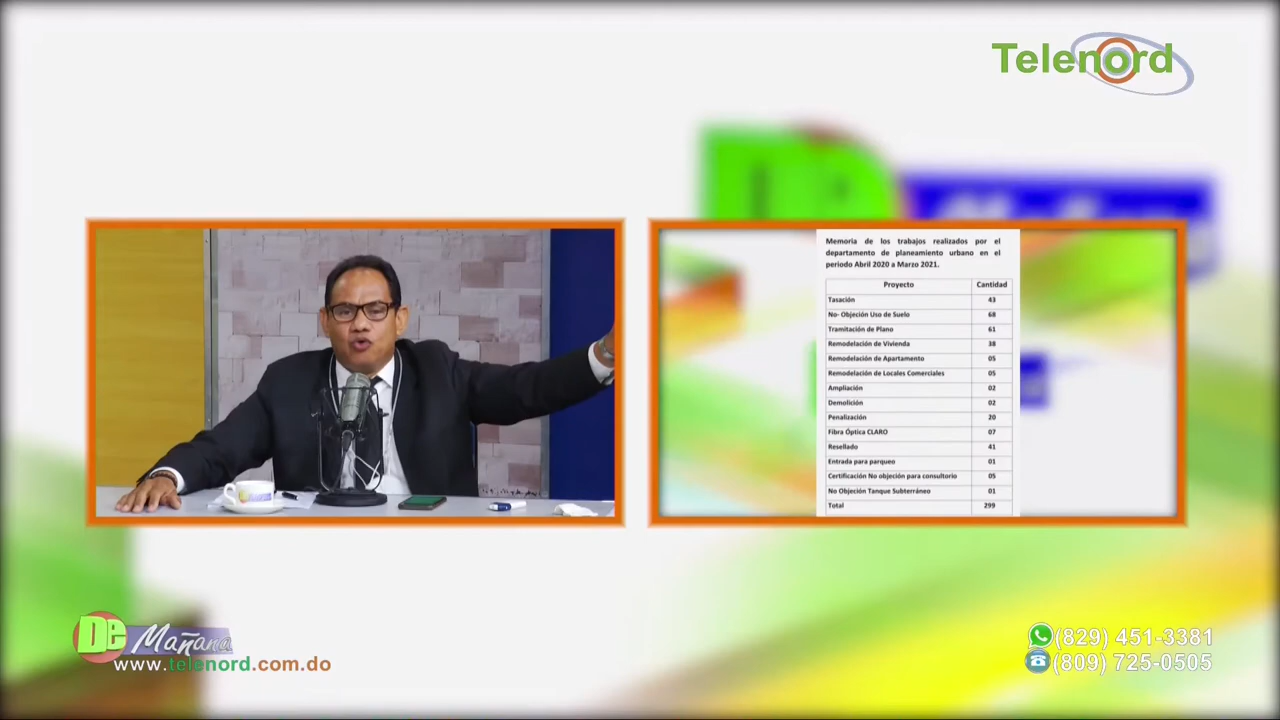 Telenord
Memoria de los trabajos realizados por el
departamento de planeamiento urbano en el
periodo Abril 2020 a Marzo 2021.
Proyecto Cantidad
Tasación 43
No- Objeción Uso de Suelo 68
Tramitación de Plano 61
Remodelación de Vivienda 38
Remodelación de Apartamento 05
Remodelación de Locales Comerciales 05
Ampliación 02
Demolición 02
Penalización 20
Fibra Óptica CLARO 07
Resellado 41
Entrada para parqueo 01
Certificación No objeción para consultorio 05
No Objeción Tanque Subterráneo 01
Total 299
De Mañana
www.telenord.com.do
(829) 451-3381
(809) 725-0505